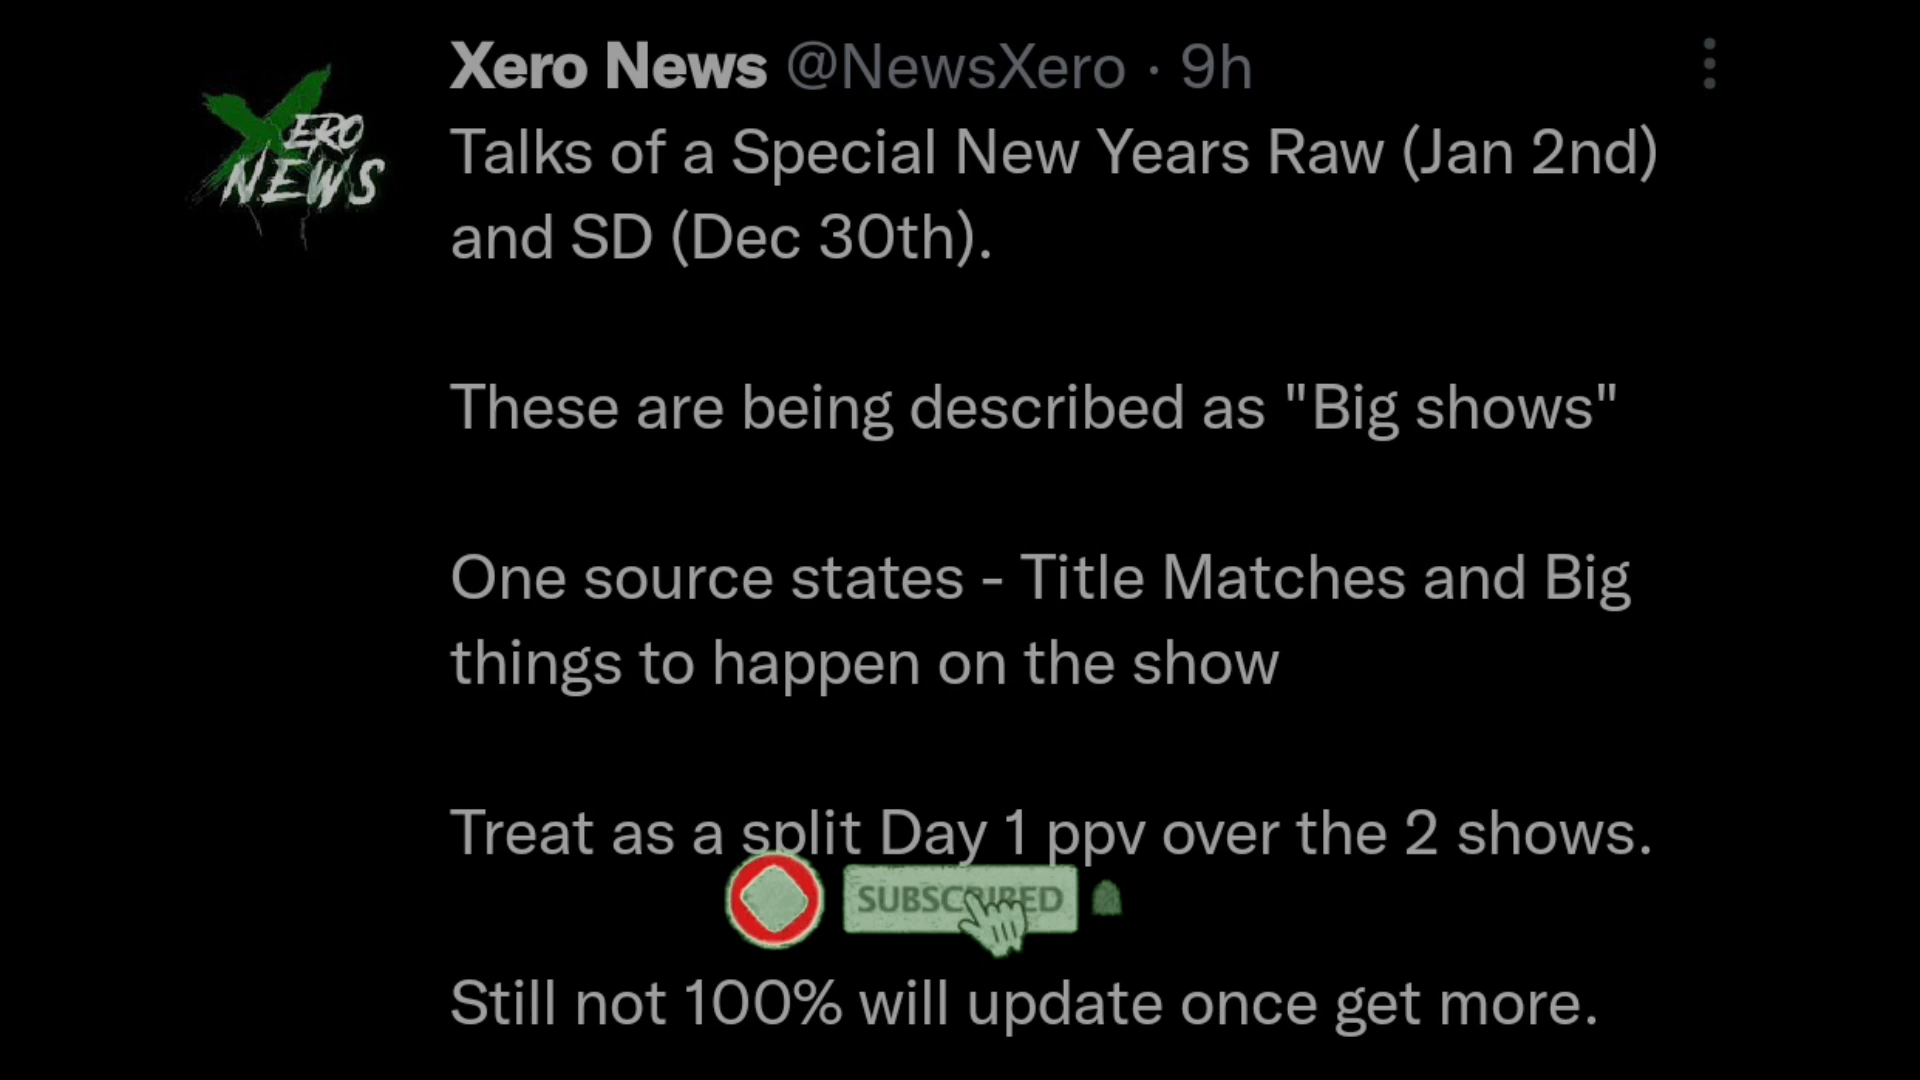 Xero News @NewsXero · 9h
XERO
NEWS
Talks of a Special New Years Raw (Jan 2nd)
and SD (Dec 30th).
These are being described as "Big shows"
One source states - Title Matches and Big
things to happen on the show
Treat as a split Day 1 ppv over the 2 shows.
SUBSCRIBED
Still not 100% will update once get more.